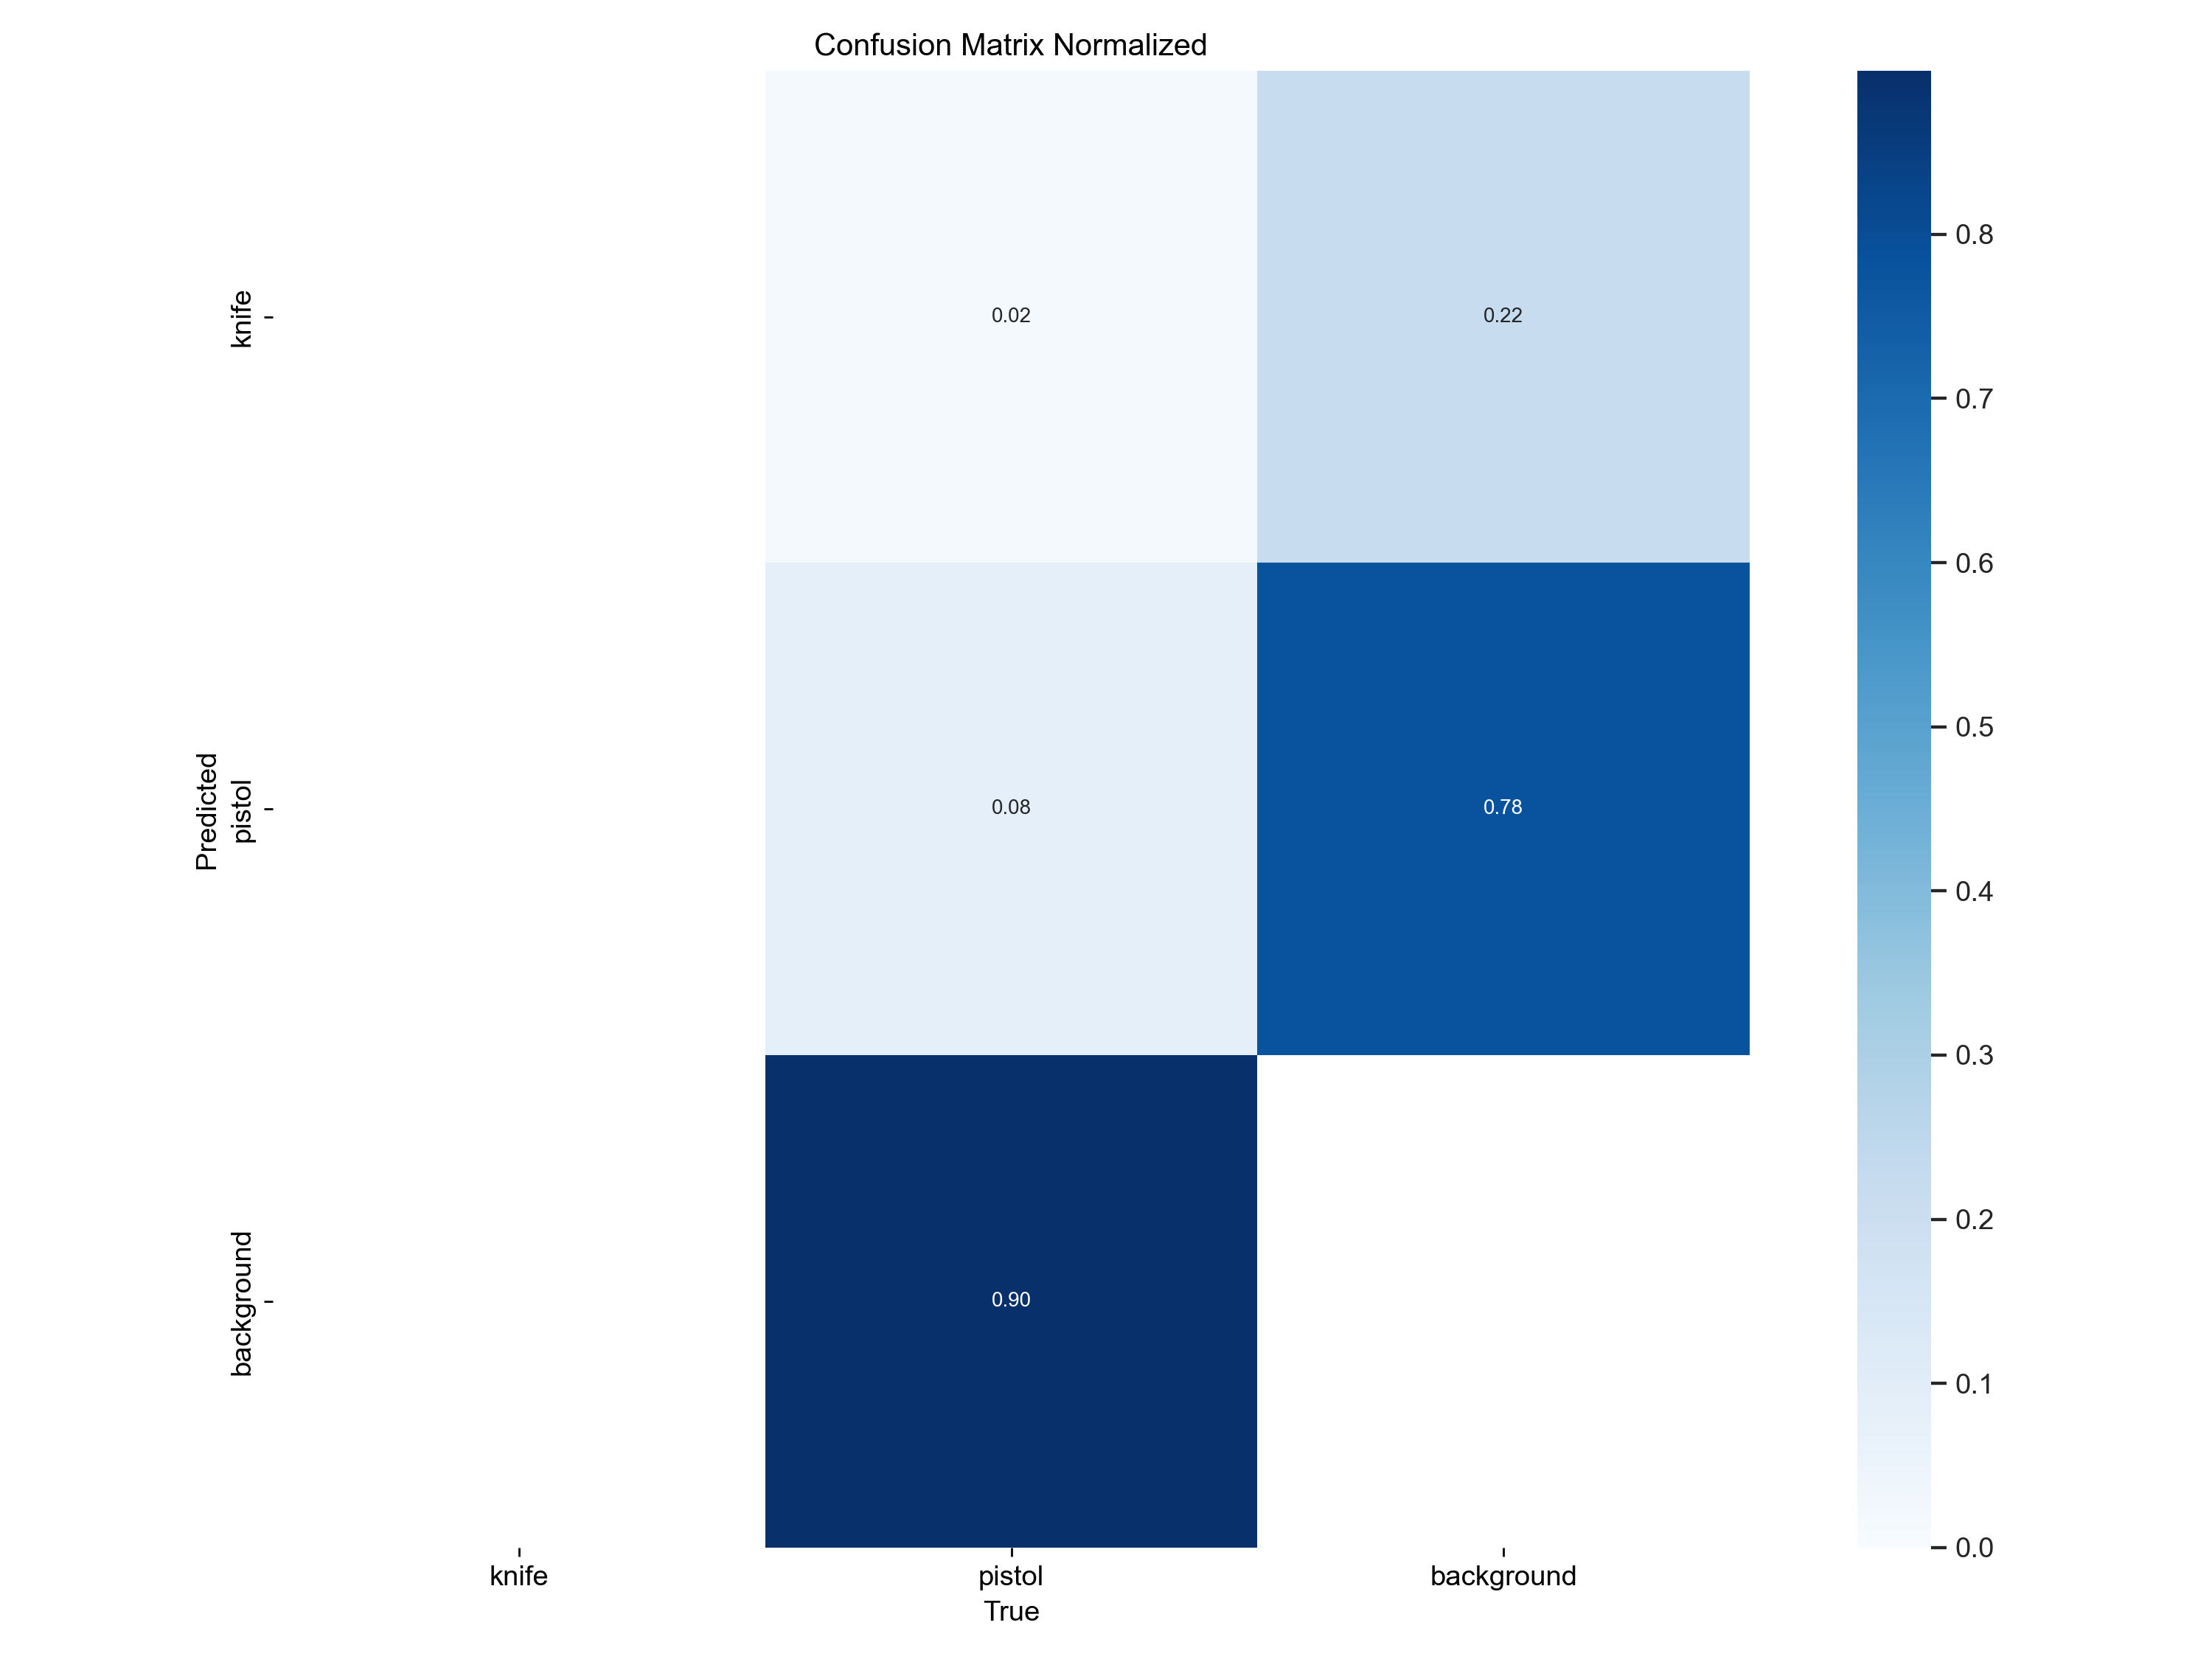 Confusion Matrix Normalized
knife
0.02
0.22
0.8
0.7
0.6
Predicted
pistol
0.08
0.78
0.5
0.4
0.3
background
0.90
0.2
0.1
0.0
knife
pistol
background
True